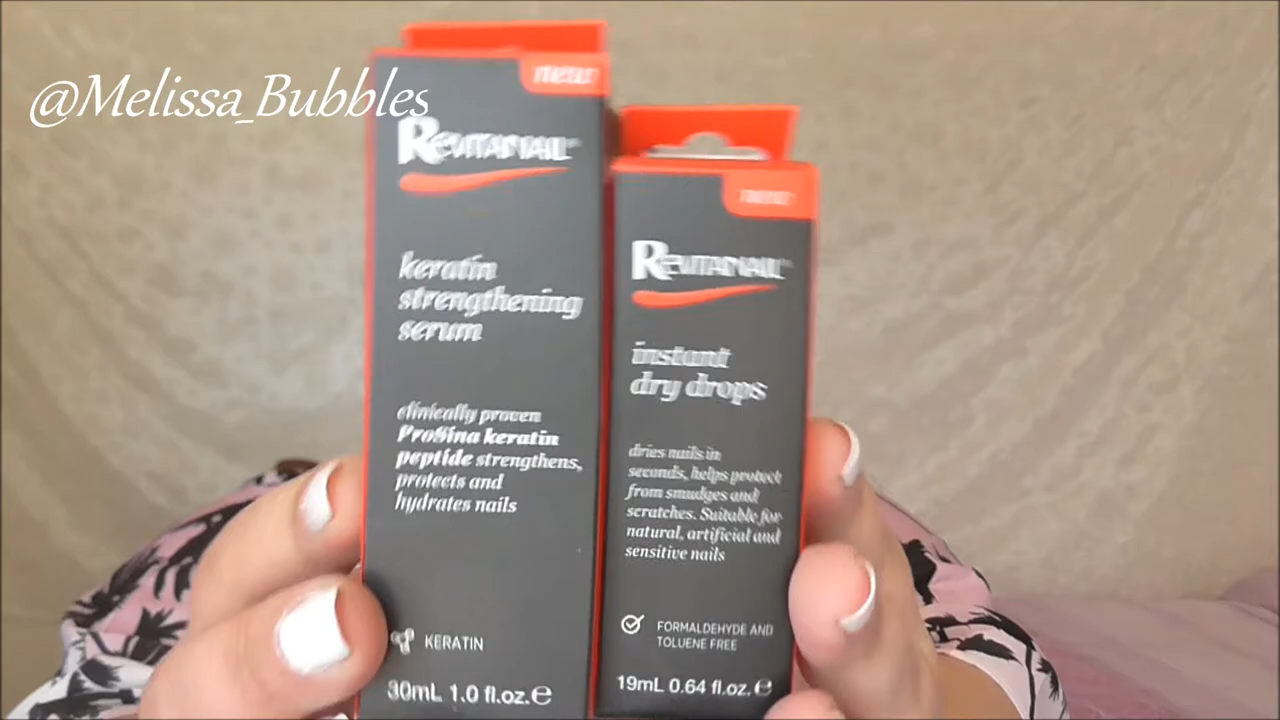 @Melissa_Bubbles
new
REVITANAIL
keratin
strengthening
serum
clinically proven
ProSina keratin
peptide strengthens,
protects and
hydrates nails
KERATIN
30mL 1.0 fl.oz.℮
new
REVITANAIL
instant
dry drops
dries nails in
seconds, helps protect
from smudges and
scratches. Suitable for
natural, artificial and
sensitive nails
FORMALDEHYDE AND
TOLUENE FREE
19mL 0.64 fl.oz.℮